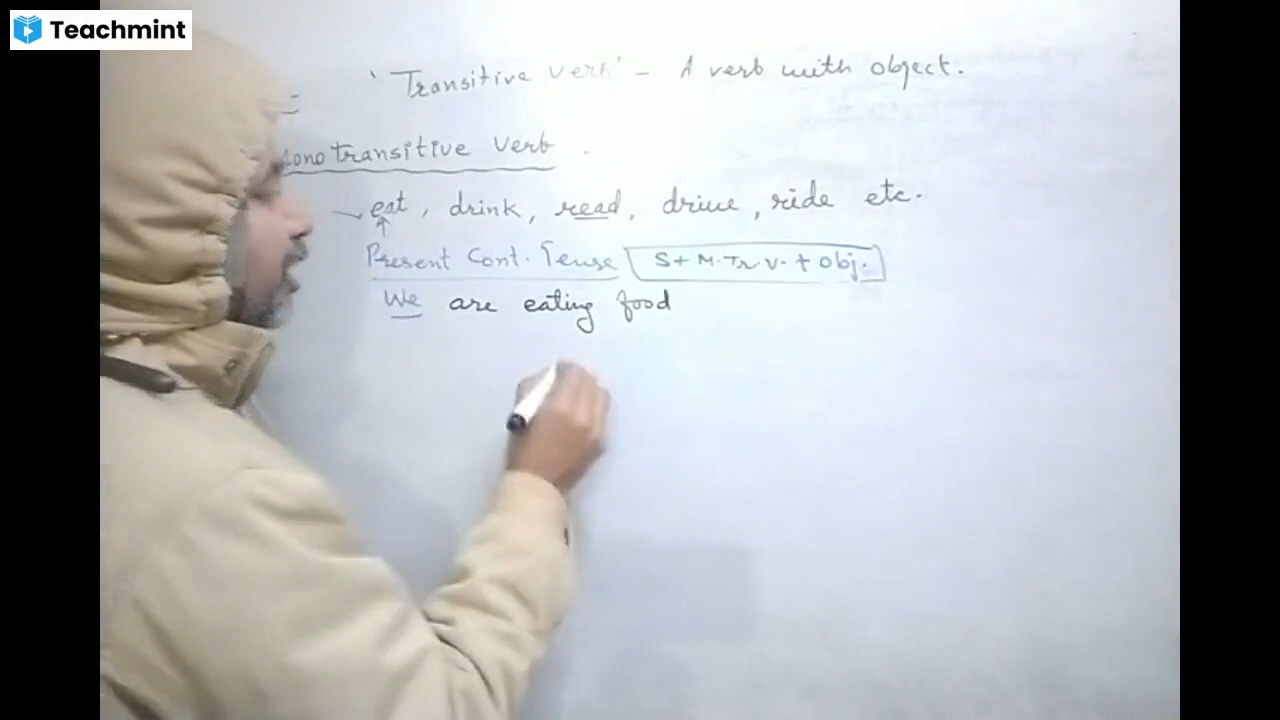 Teachmint
'Transitive verb' - A verb with object.
ono transitive verb
eat, drink, read, drive, ride etc.
Present Cont. Tense S + M.Tr.V. + Obj.
We are eating food